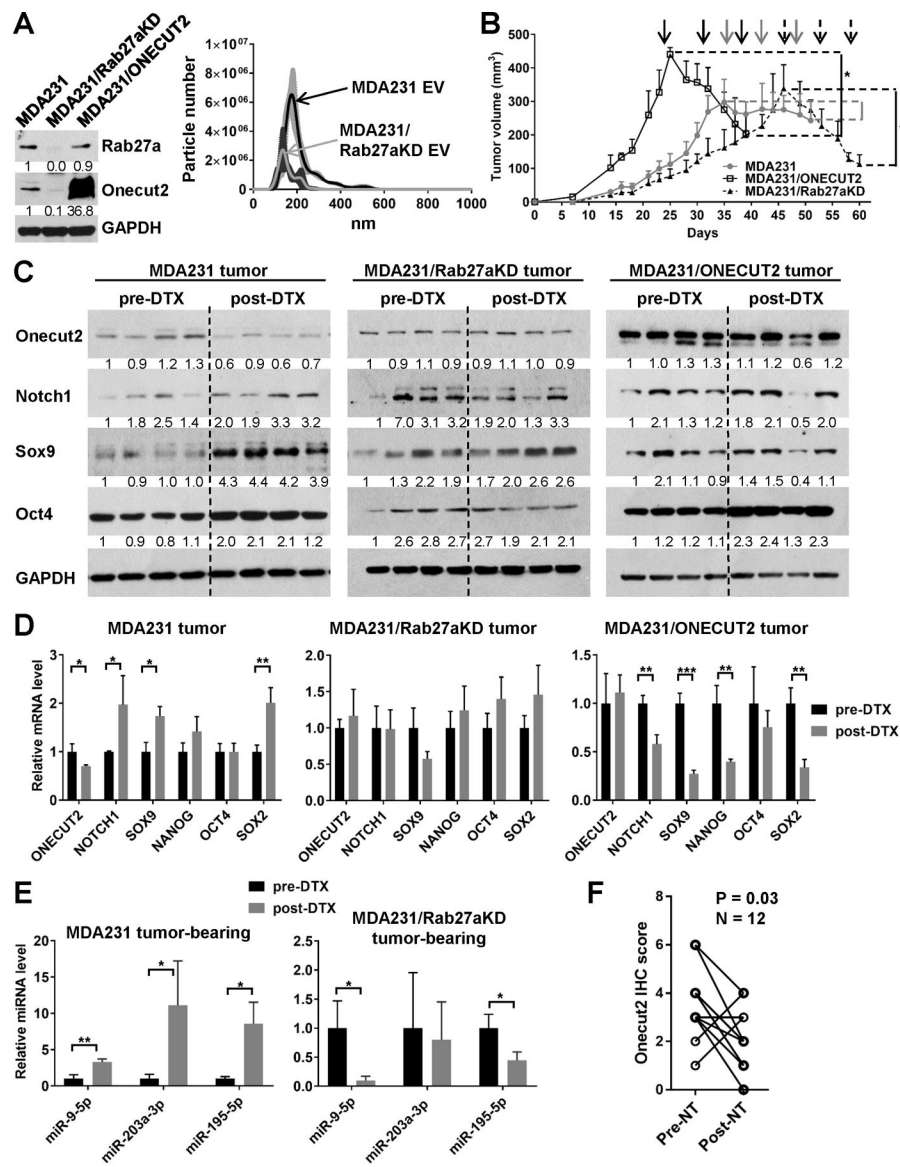 A
MDA231
MDA231/Rab27aKD
MDA231/ONECUT2
Rab27a
1 0.0 0.9
Onecut2
1 0.1 36.8
GAPDH
Particle number
1×10⁰⁷
8×10⁰⁶
6×10⁰⁶
4×10⁰⁶
2×10⁰⁶
0
0 200 400 600 800 1000
nm
MDA231 EV
MDA231/
Rab27aKD EV
B
Tumor volume (mm³)
500
400
300
200
100
0
0 5 10 15 20 25 30 35 40 45 50 55 60
Days
MDA231
MDA231/ONECUT2
MDA231/Rab27aKD
*
C
MDA231 tumor
MDA231/Rab27aKD tumor
MDA231/ONECUT2 tumor
pre-DTX post-DTX
pre-DTX post-DTX
pre-DTX post-DTX
Onecut2
1 0.9 1.2 1.3 0.6 0.9 0.6 0.7
1 0.9 1.1 0.9 0.9 1.1 1.0 0.9
1 1.0 1.3 1.3 1.1 1.2 0.6 1.2
Notch1
1 1.8 2.5 1.4 2.0 1.9 3.3 3.2
1 7.0 3.1 3.2 1.9 2.0 1.3 3.3
1 2.1 1.3 1.2 1.8 2.1 0.5 2.0
Sox9
1 0.9 1.0 1.0 4.3 4.4 4.2 3.9
1 1.3 2.2 1.9 1.7 2.0 2.6 2.6
1 2.1 1.1 0.9 1.4 1.5 0.4 1.1
Oct4
1 0.9 0.8 1.1 2.0 2.1 2.1 1.2
1 2.6 2.8 2.7 2.7 1.9 2.1 2.1
1 1.2 1.2 1.1 2.3 2.4 1.3 2.3
GAPDH
D
MDA231 tumor
Relative mRNA level
3
2
1
0
* * * **
ONECUT2 NOTCH1 SOX9 NANOG OCT4 SOX2
MDA231/Rab27aKD tumor
2.0
1.5
1.0
0.5
0.0
ONECUT2 NOTCH1 SOX9 NANOG OCT4 SOX2
MDA231/ONECUT2 tumor
1.5
1.0
0.5
0.0
** *** ** **
ONECUT2 NOTCH1 SOX9 NANOG OCT4 SOX2
pre-DTX
post-DTX
E
pre-DTX
post-DTX
MDA231 tumor-bearing
Relative miRNA level
20
15
10
5
0
** * *
miR-9-5p miR-203a-3p miR-195-5p
MDA231/Rab27aKD
tumor-bearing
2.5
2.0
1.5
1.0
0.5
0.0
* *
miR-9-5p miR-203a-3p miR-195-5p
F
P = 0.03
N = 12
Onecut2 IHC score
8
6
4
2
0
Pre-NT Post-NT